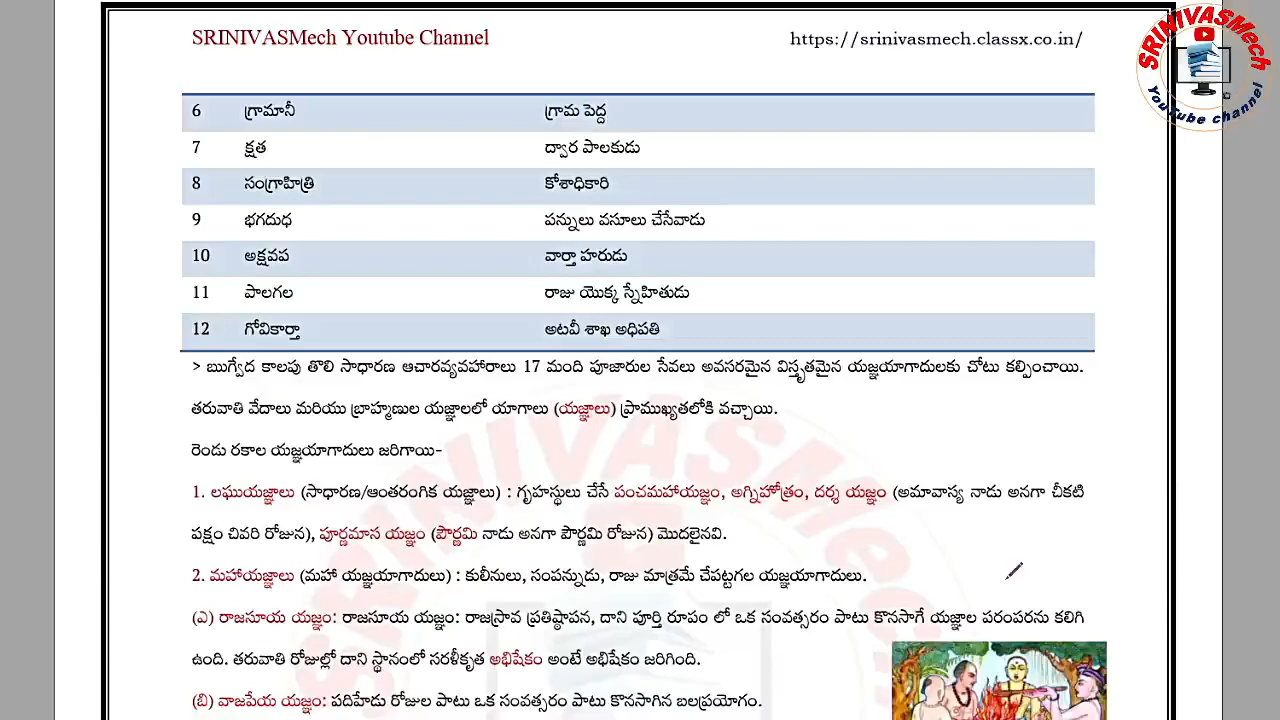 SRINIVASMech Youtube Channel https://srinivasmech.classx.co.in/
SRINIVASMech
YouTube channel
6 గ్రామానీ గ్రామ పెద్ద
7 క్షత ద్వార పాలకుడు
8 సంగ్రాహిత్రి కోశాధికారి
9 భగదుధ పన్నులు వసూలు చేసేవాడు
10 అక్షవప వార్తా హరుడు
11 పాలగల రాజు యొక్క స్నేహితుడు
12 గోవికార్తా అటవీ శాఖ అధిపతి
> ఋగ్వేద కాలపు తొలి సాధారణ ఆచారవ్యవహారాలు 17 మంది పూజారుల సేవలు అవసరమైన విస్తృతమైన యజ్ఞయాగాదులకు చోటు కల్పించాయి.
తరువాతి వేదాలు మరియు బ్రాహ్మణుల యజ్ఞాలలో యాగాలు (యజ్ఞాలు) ప్రాముఖ్యతలోకి వచ్చాయి.
రెండు రకాల యజ్ఞయాగాదులు జరిగాయి-
1. లఘుయజ్ఞాలు (సాధారణ/ఆంతరంగిక యజ్ఞాలు) : గృహస్థులు చేసే పంచమహాయజ్ఞం, అగ్నిహోత్రం, దర్శ యజ్ఞం (అమావాస్య నాడు అనగా చీకటి
పక్షం చివరి రోజున), పూర్ణమాస యజ్ఞం (పౌర్ణమి నాడు అనగా పౌర్ణమి రోజున) మొదలైనవి.
2. మహాయజ్ఞాలు (మహా యజ్ఞయాగాదులు) : కులీనులు, సంపన్నుడు, రాజు మాత్రమే చేపట్టగల యజ్ఞయాగాదులు.
(ఎ) రాజసూయ యజ్ఞం: రాజసూయ యజ్ఞం: రాజస్రావ ప్రతిష్ఠాపన, దాని పూర్తి రూపం లో ఒక సంవత్సరం పాటు కొనసాగే యజ్ఞాల పరంపరను కలిగి
ఉంది. తరువాతి రోజుల్లో దాని స్థానంలో సరళీకృత అభిషేకం అంటే అభిషేకం జరిగింది.
(బి) వాజపేయ యజ్ఞం: పదిహేడు రోజుల పాటు ఒక సంవత్సరం పాటు కొనసాగిన బలప్రయోగం.